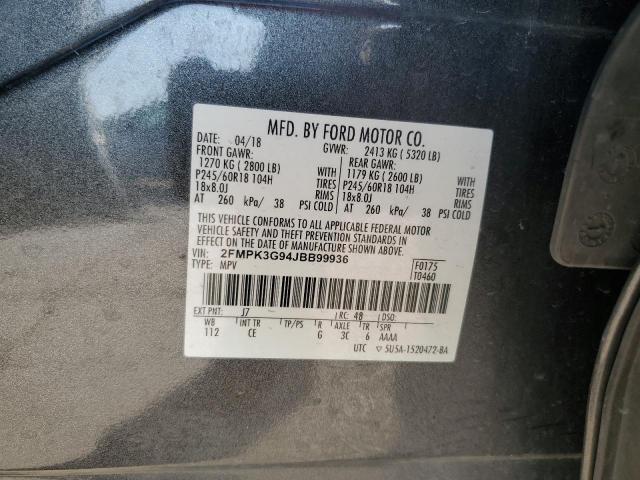 MFD. BY FORD MOTOR CO.
DATE: 04/18 GVWR: 2413 KG ( 5320 LB)
FRONT GAWR: REAR GAWR:
1270 KG ( 2800 LB) 1179 KG ( 2600 LB)
P245/60R18 104H TIRES P245/60R18 104H TIRES
18x8.0J RIMS 18x8.0J RIMS
AT 260 kPa/ 38 PSI COLD AT 260 kPa/ 38 PSI COLD
THIS VEHICLE CONFORMS TO ALL APPLICABLE FEDERAL MOTOR
VEHICLE SAFETY AND THEFT PREVENTION STANDARDS IN
EFFECT ON THE DATE OF MANUFACTURE SHOWN ABOVE.
VIN: 2FMPK3G94JBB99936 F0175
TYPE: MPV T0460
EXT PNT: J7 RC: 48 DSO:
WB INT TR TP/PS R AXLE TR SPR
112 CE G 3C 6 AAAA
UTC ▽ 5U5A-1520472-BA